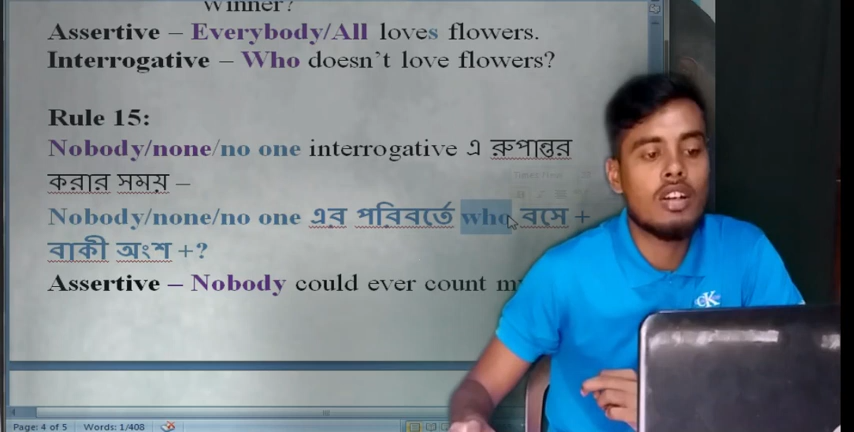 winner?
Assertive – Everybody/All loves flowers.
Interrogative – Who doesn't love flowers?
Rule 15:
Nobody/none/no one interrogative এ রুপান্তর
করার সময় –
Nobody/none/no one এর পরিবর্তে who বসে +
বাকী অংশ +?
Assertive – Nobody could ever count
Page: 4 of 5 Words: 1/408
cK